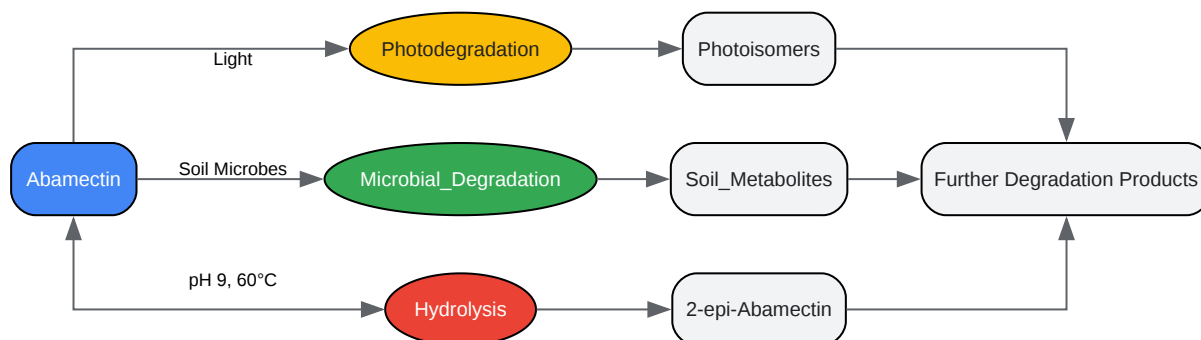 Light
Photodegradation
Photoisomers
Abamectin
Soil Microbes
Microbial_Degradation
Soil_Metabolites
Further Degradation Products
pH 9, 60°C
Hydrolysis
2-epi-Abamectin